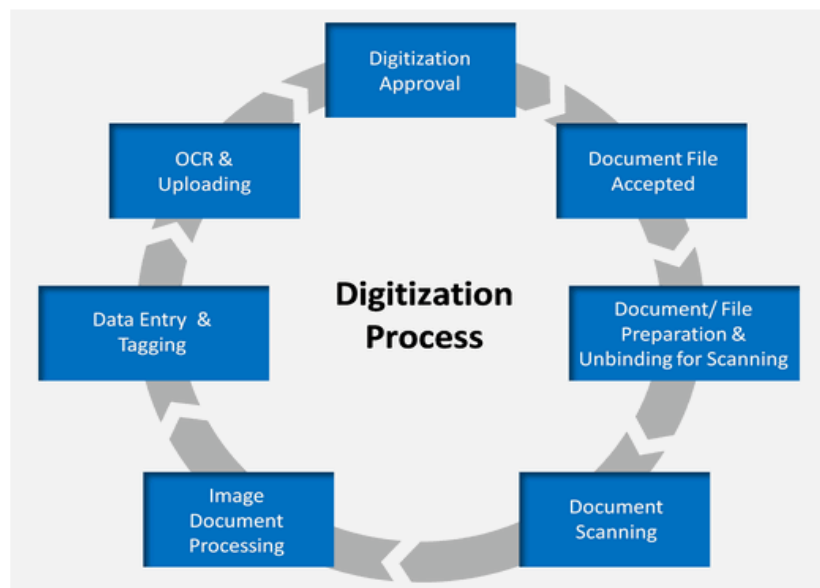 Digitization
Approval
Document File
Accepted
Document/ File
Preparation &
Unbinding for Scanning
Document
Scanning
Image
Document
Processing
Data Entry &
Tagging
OCR &
Uploading
Digitization
Process